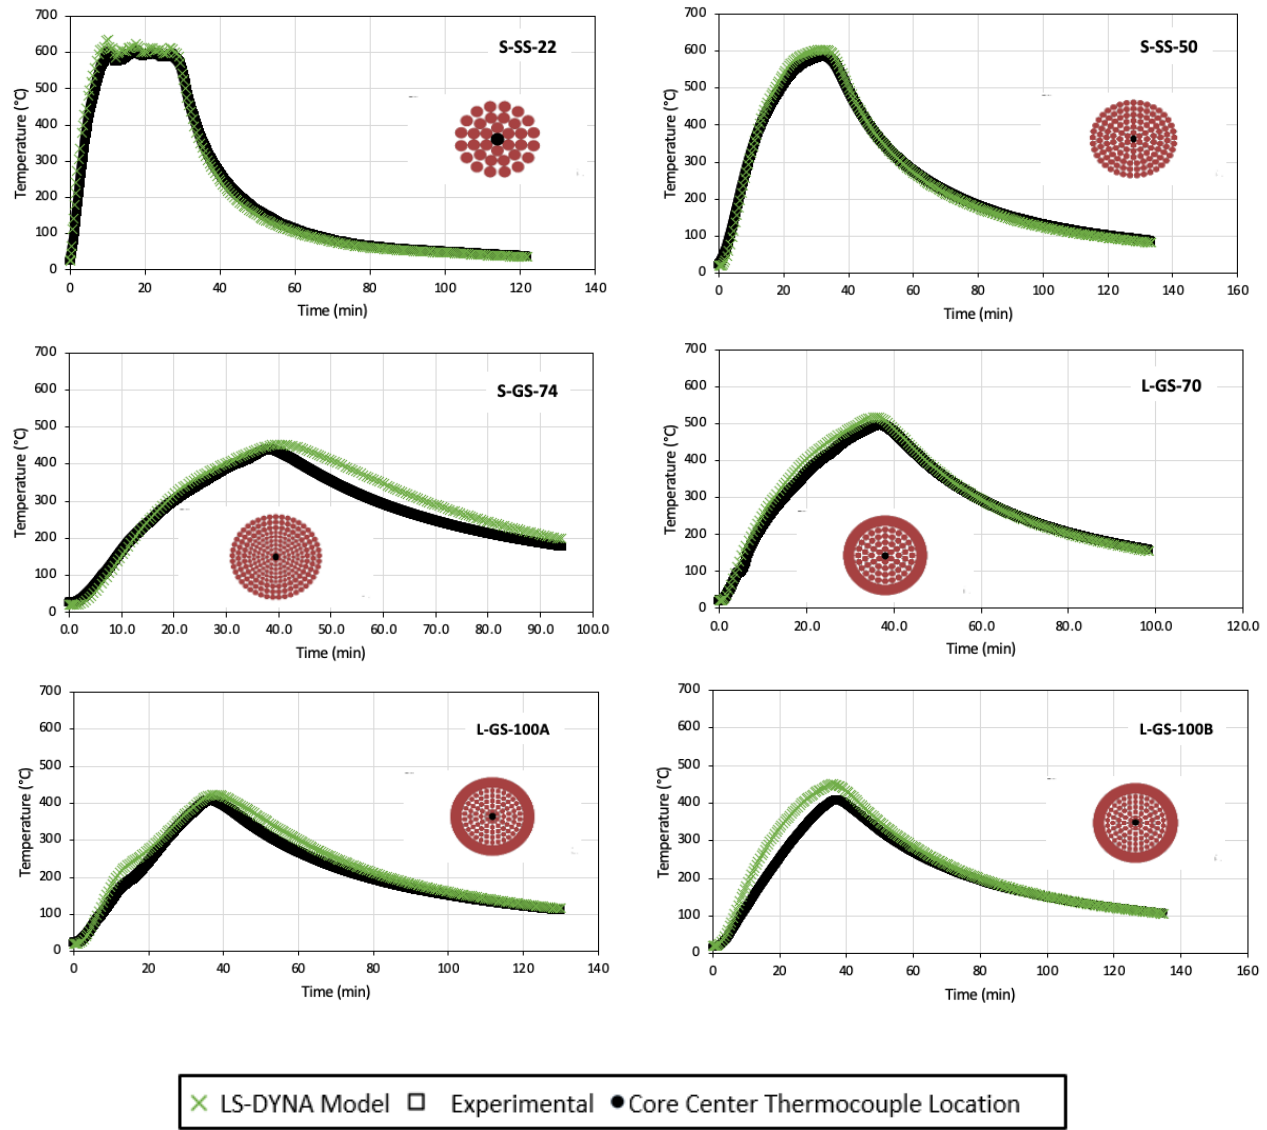 S-SS-22
Temperature (°C)
700
600
500
400
300
200
100
0
0 20 40 60 80 100 120 140
Time (min)
S-SS-50
Temperature (°C)
700
600
500
400
300
200
100
0
0 20 40 60 80 100 120 140 160
Time (min)
S-GS-74
Temperature (°C)
700
600
500
400
300
200
100
0
0.0 10.0 20.0 30.0 40.0 50.0 60.0 70.0 80.0 90.0 100.0
Time (min)
L-GS-70
Temperature (°C)
700
600
500
400
300
200
100
0
0.0 20.0 40.0 60.0 80.0 100.0 120.0
Time (min)
L-GS-100A
Temperature (°C)
700
600
500
400
300
200
100
0
0 20 40 60 80 100 120 140
Time (min)
L-GS-100B
Temperature (°C)
700
600
500
400
300
200
100
0
0 20 40 60 80 100 120 140 160
Time (min)
LS-DYNA Model Experimental Core Center Thermocouple Location